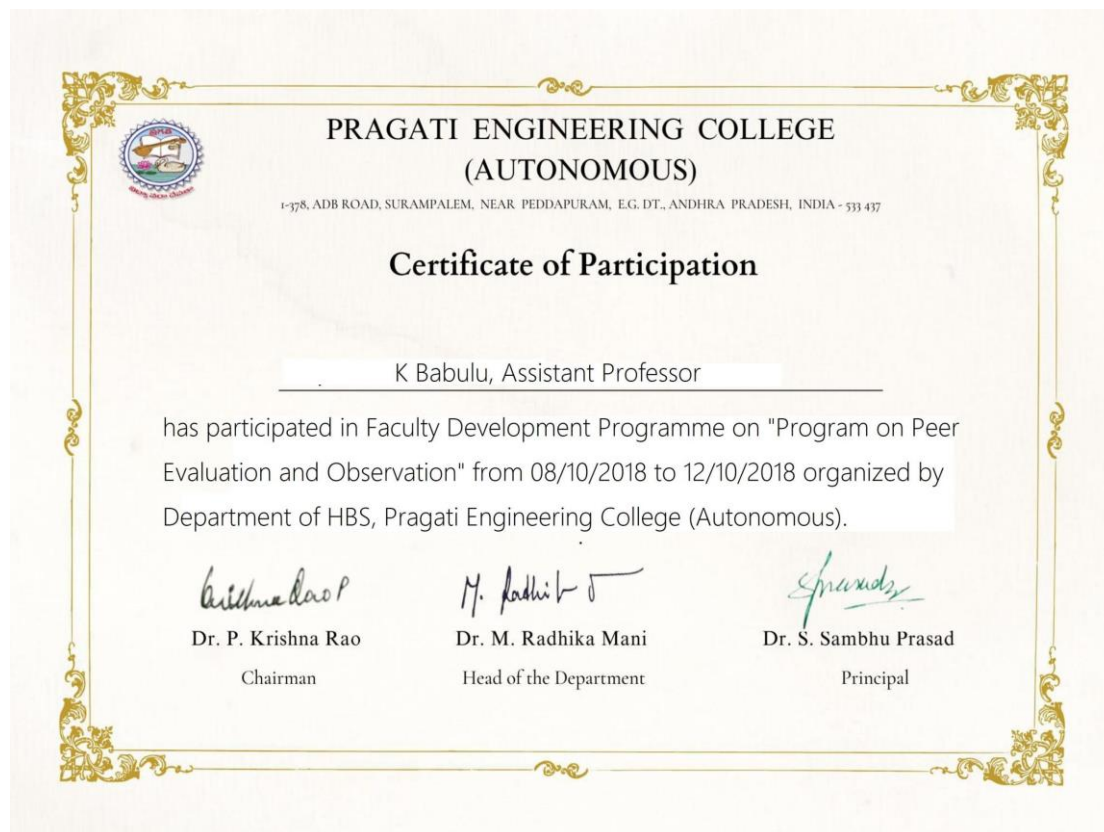 PRAGATI ENGINEERING COLLEGE
(AUTONOMOUS)
1-378, ADB ROAD, SURAMPALEM, NEAR PEDDAPURAM, E.G. DT., ANDHRA PRADESH, INDIA - 533 437
Certificate of Participation
K Babulu, Assistant Professor
has participated in Faculty Development Programme on "Program on Peer
Evaluation and Observation" from 08/10/2018 to 12/10/2018 organized by
Department of HBS, Pragati Engineering College (Autonomous).
Dr. P. Krishna Rao
Dr. M. Radhika Mani
Dr. S. Sambhu Prasad
Chairman
Head of the Department
Principal